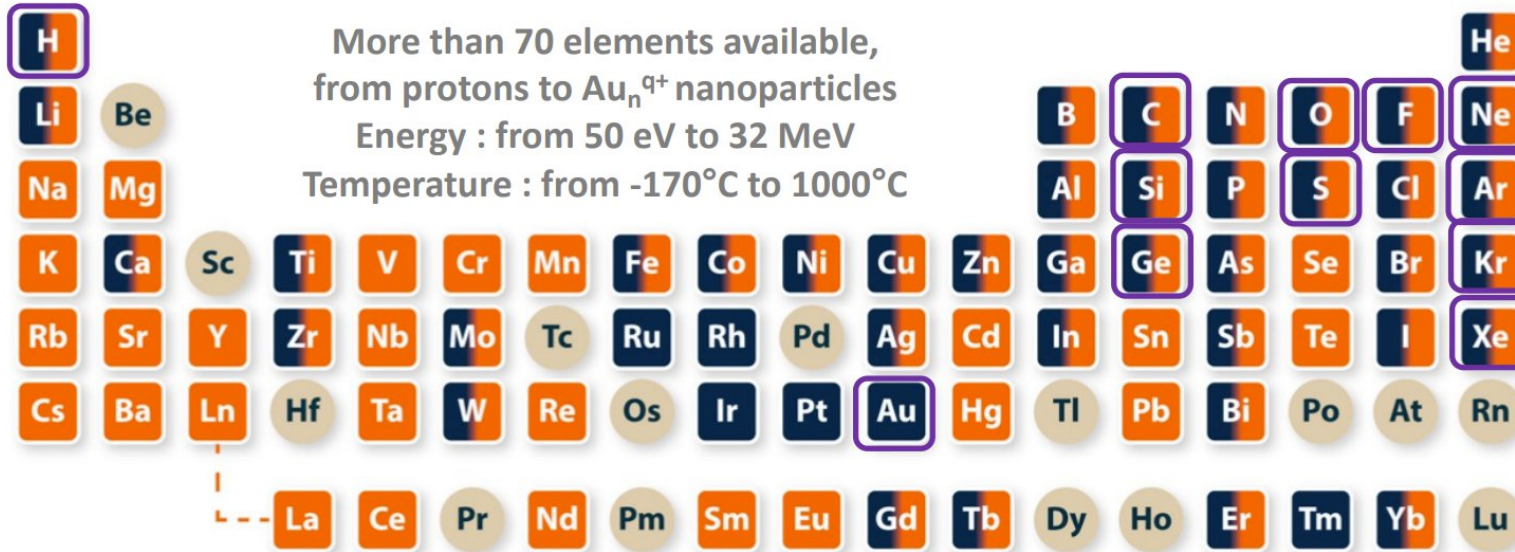 H He
More than 70 elements available,
from protons to Auₙq+ nanoparticles
Energy : from 50 eV to 32 MeV
Temperature : from -170°C to 1000°C
Li Be B C N O F Ne
Na Mg Al Si P S Cl Ar
K Ca Sc Ti V Cr Mn Fe Co Ni Cu Zn Ga Ge As Se Br Kr
Rb Sr Y Zr Nb Mo Tc Ru Rh Pd Ag Cd In Sn Sb Te I Xe
Cs Ba Ln Hf Ta W Re Os Ir Pt Au Hg Tl Pb Bi Po At Rn
La Ce Pr Nd Pm Sm Eu Gd Tb Dy Ho Er Tm Yb Lu